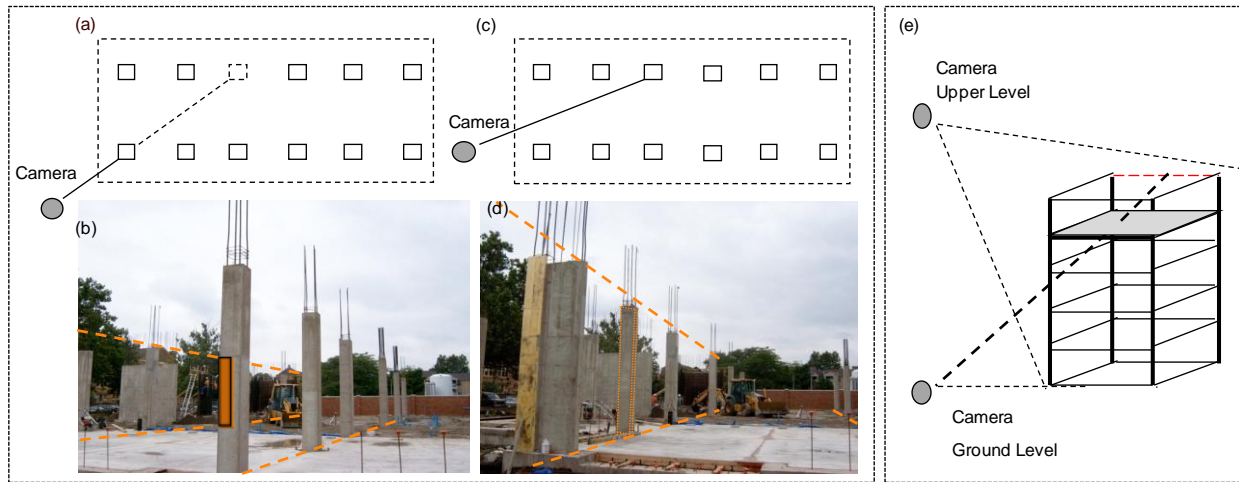 (a)
Camera
(b)
(c)
Camera
(d)
(e)
Camera
Upper Level
Camera
Ground Level